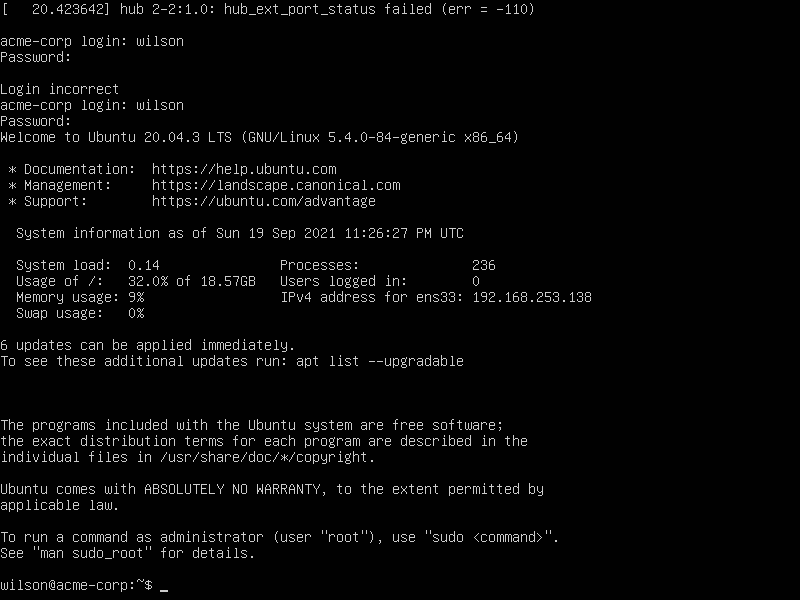 [   20.423642] hub 2-2:1.0: hub_ext_port_status failed (err = -110)
acme-corp login: wilson
Password:
Login incorrect
acme-corp login: wilson
Password:
Welcome to Ubuntu 20.04.3 LTS (GNU/Linux 5.4.0-84-generic x86_64)
 * Documentation:  https://help.ubuntu.com
 * Management:     https://landscape.canonical.com
 * Support:        https://ubuntu.com/advantage
  System information as of Sun 19 Sep 2021 11:26:27 PM UTC
  System load:  0.14               Processes:              236
  Usage of /:   32.0% of 18.57GB   Users logged in:        0
  Memory usage: 9%                 IPv4 address for ens33: 192.168.253.138
  Swap usage:   0%
6 updates can be applied immediately.
To see these additional updates run: apt list --upgradable
The programs included with the Ubuntu system are free software;
the exact distribution terms for each program are described in the
individual files in /usr/share/doc/*/copyright.
Ubuntu comes with ABSOLUTELY NO WARRANTY, to the extent permitted by
applicable law.
To run a command as administrator (user "root"), use "sudo <command>".
See "man sudo_root" for details.
wilson@acme-corp:~$ _